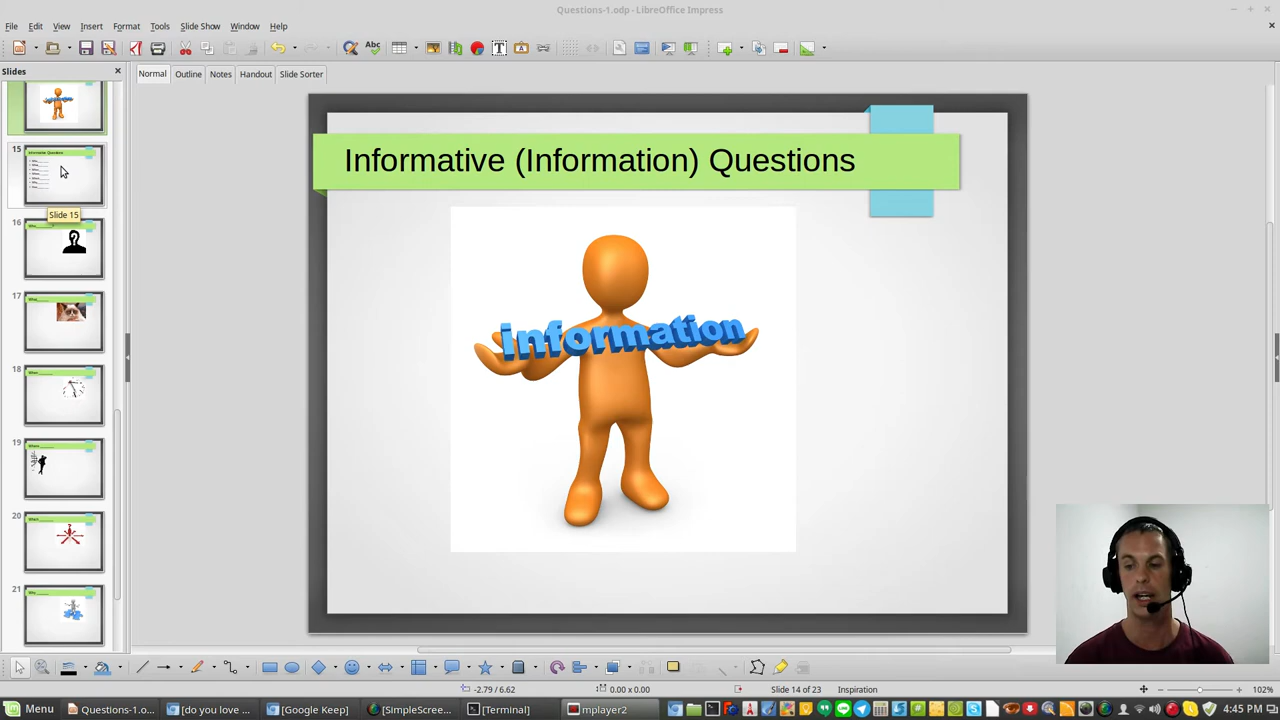 Questions-1.odp - LibreOffice Impress
File Edit View Insert Format Tools Slide Show Window Help
Slides
Normal Outline Notes Handout Slide Sorter
Informative (Information) Questions
information
15
Informative Questions
Slide 15
16
17
18
19
20
21
-2.79 / 6.62 0.00 x 0.00 Slide 14 of 23 Inspiration 102%
Menu Questions-1.o... [do you love ... [Google Keep] [SimpleScree... [Terminal] mplayer2 4:45 PM